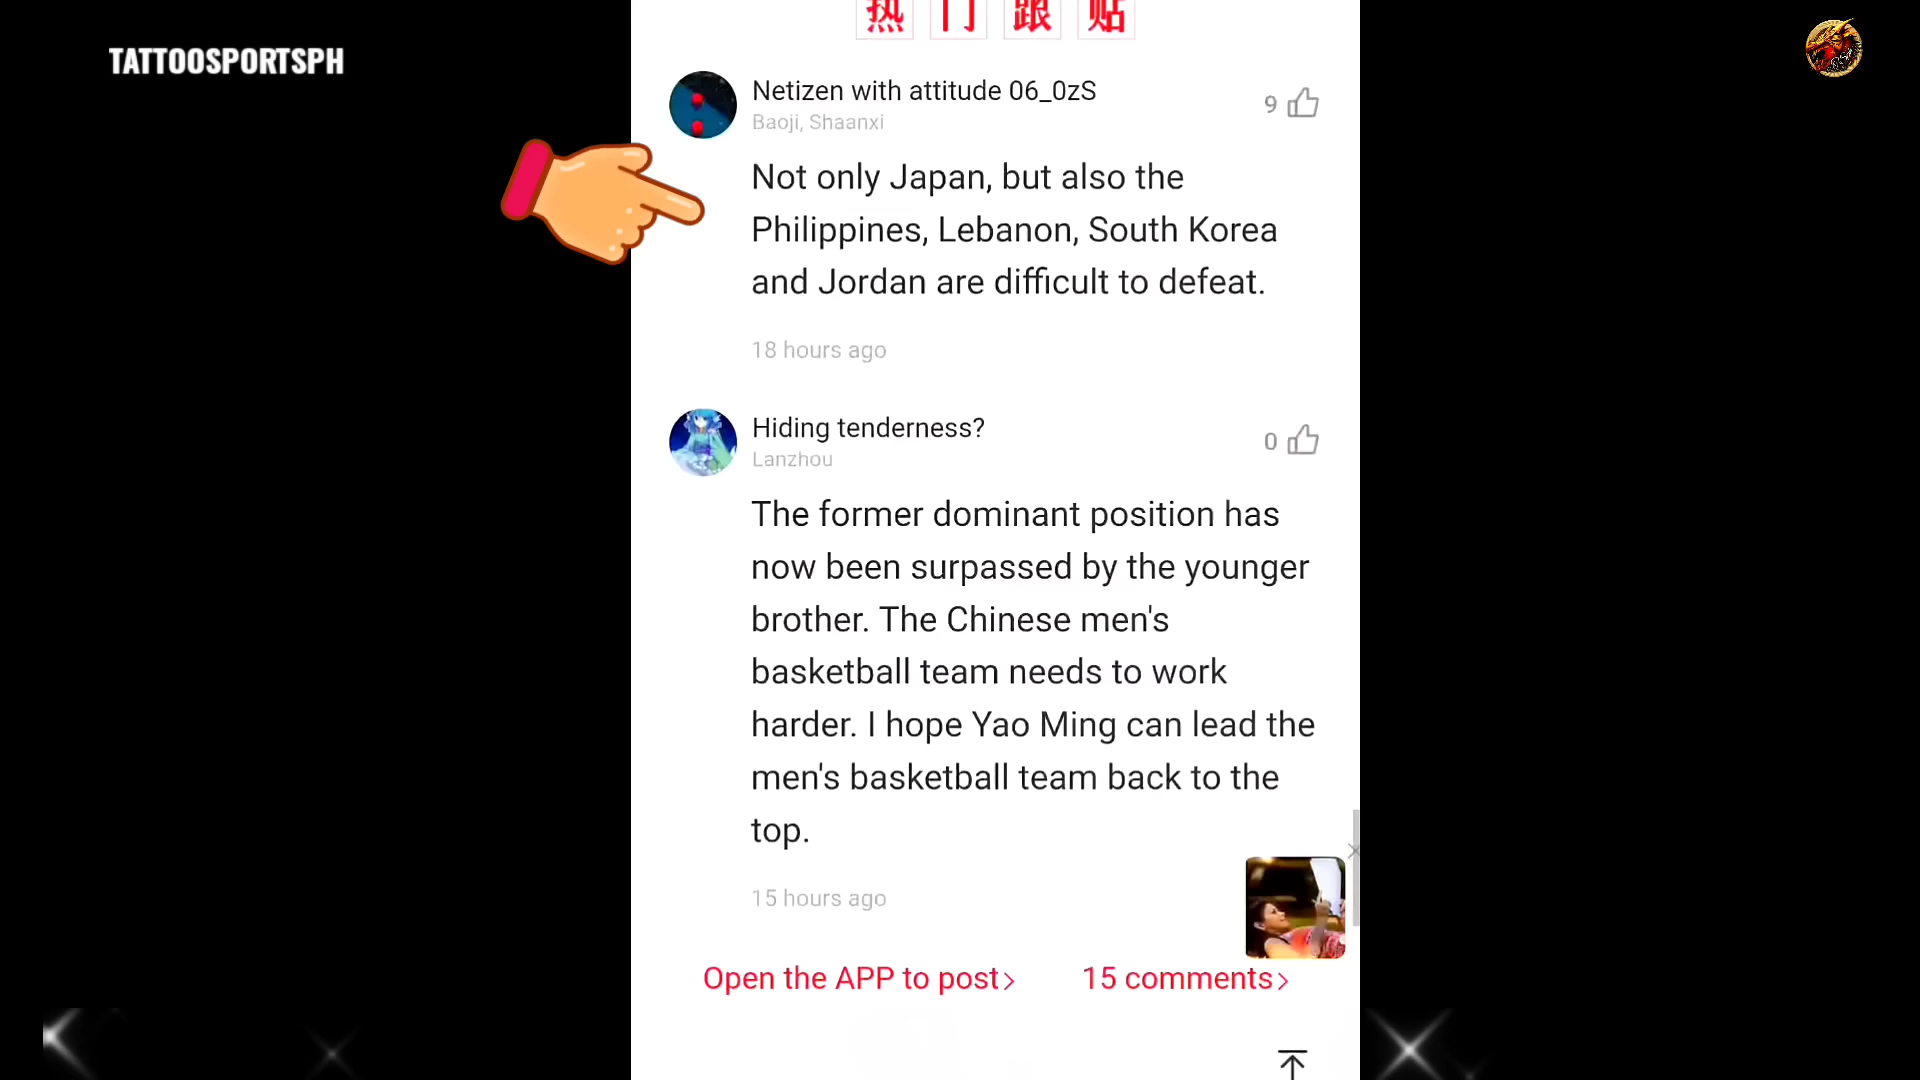 热门跟贴
TATTOOSPORTSPH
Netizen with attitude 06_0zS
9
Baoji, Shaanxi
Not only Japan, but also the
Philippines, Lebanon, South Korea
and Jordan are difficult to defeat.
18 hours ago
Hiding tenderness?
0
Lanzhou
The former dominant position has
now been surpassed by the younger
brother. The Chinese men's
basketball team needs to work
harder. I hope Yao Ming can lead the
men's basketball team back to the
top.
15 hours ago
Open the APP to post>
15 comments>